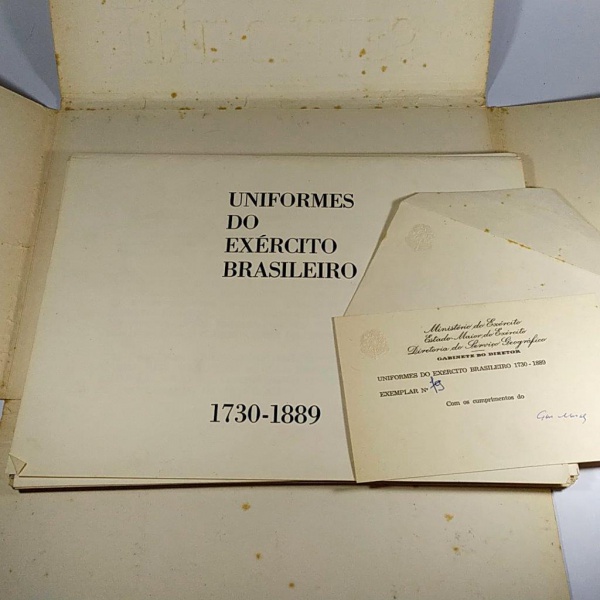 UNIFORMES
DO
EXÉRCITO
BRASILEIRO
1730-1889
Ministério do Exército
Estado-Maior do Exército
Diretoria do Serviço Geográfico
GABINETE DO DIRETOR
UNIFORMES DO EXÉRCITO BRASILEIRO 1730-1889
EXEMPLAR Nº
Com os cumprimentos do